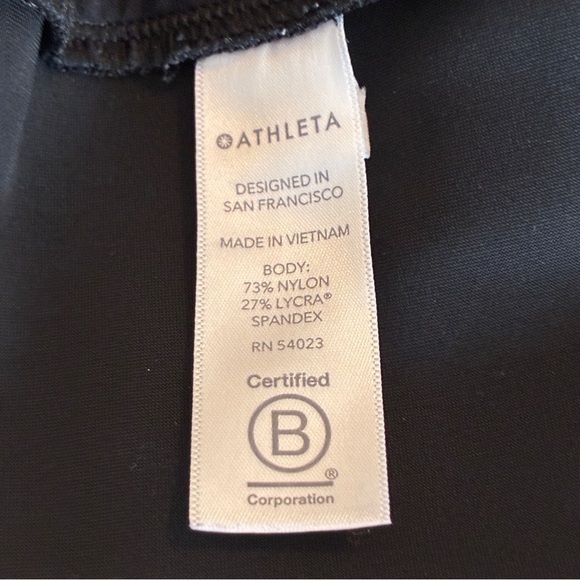 ATHLETA
DESIGNED IN
SAN FRANCISCO
MADE IN VIETNAM
BODY:
73% NYLON
27% LYCRA®
SPANDEX
RN 54023
Certified
B
®
Corporation